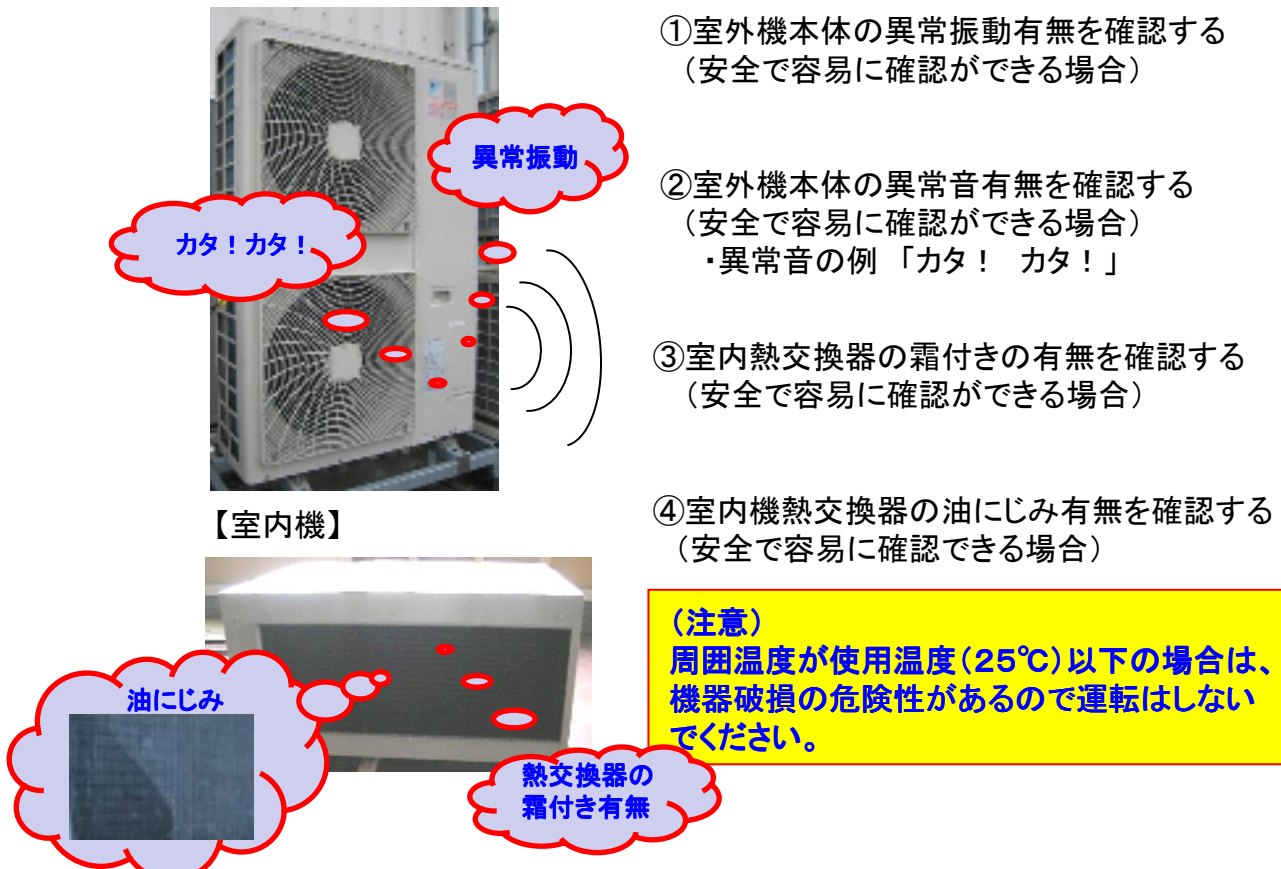 ①室外機本体の異常振動有無を確認する
（安全で容易に確認ができる場合）
異常振動
②室外機本体の異常音有無を確認する
（安全で容易に確認ができる場合）
・異常音の例 「カタ！ カタ！」
カタ！カタ！
③室内熱交換器の霜付きの有無を確認する
（安全で容易に確認ができる場合）
【室内機】
④室内機熱交換器の油にじみ有無を確認する
（安全で容易に確認できる場合）
（注意）
周囲温度が使用温度（２５℃）以下の場合は、
機器破損の危険性があるので運転はしない
でください。
油にじみ
熱交換器の
霜付き有無